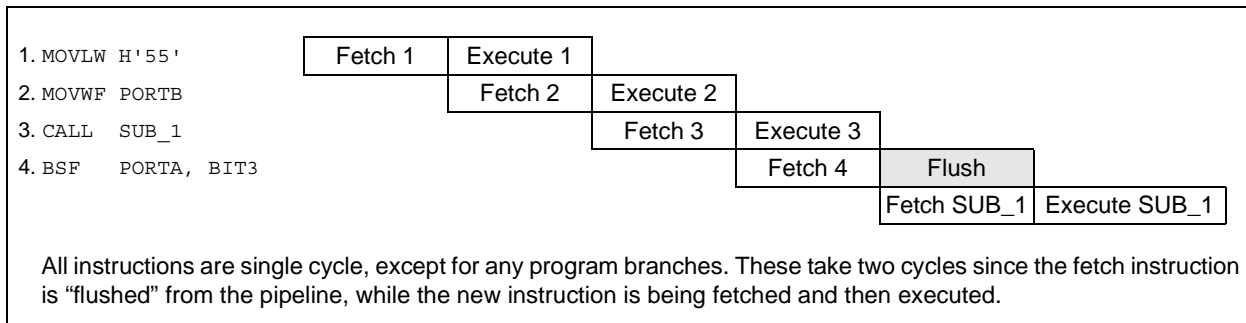 1. MOVLW H'55' Fetch 1 Execute 1
2. MOVWF PORTB Fetch 2 Execute 2
3. CALL SUB_1 Fetch 3 Execute 3
4. BSF PORTA, BIT3 Fetch 4 Flush
Fetch SUB_1 Execute SUB_1
All instructions are single cycle, except for any program branches. These take two cycles since the fetch instruction
is “flushed” from the pipeline, while the new instruction is being fetched and then executed.